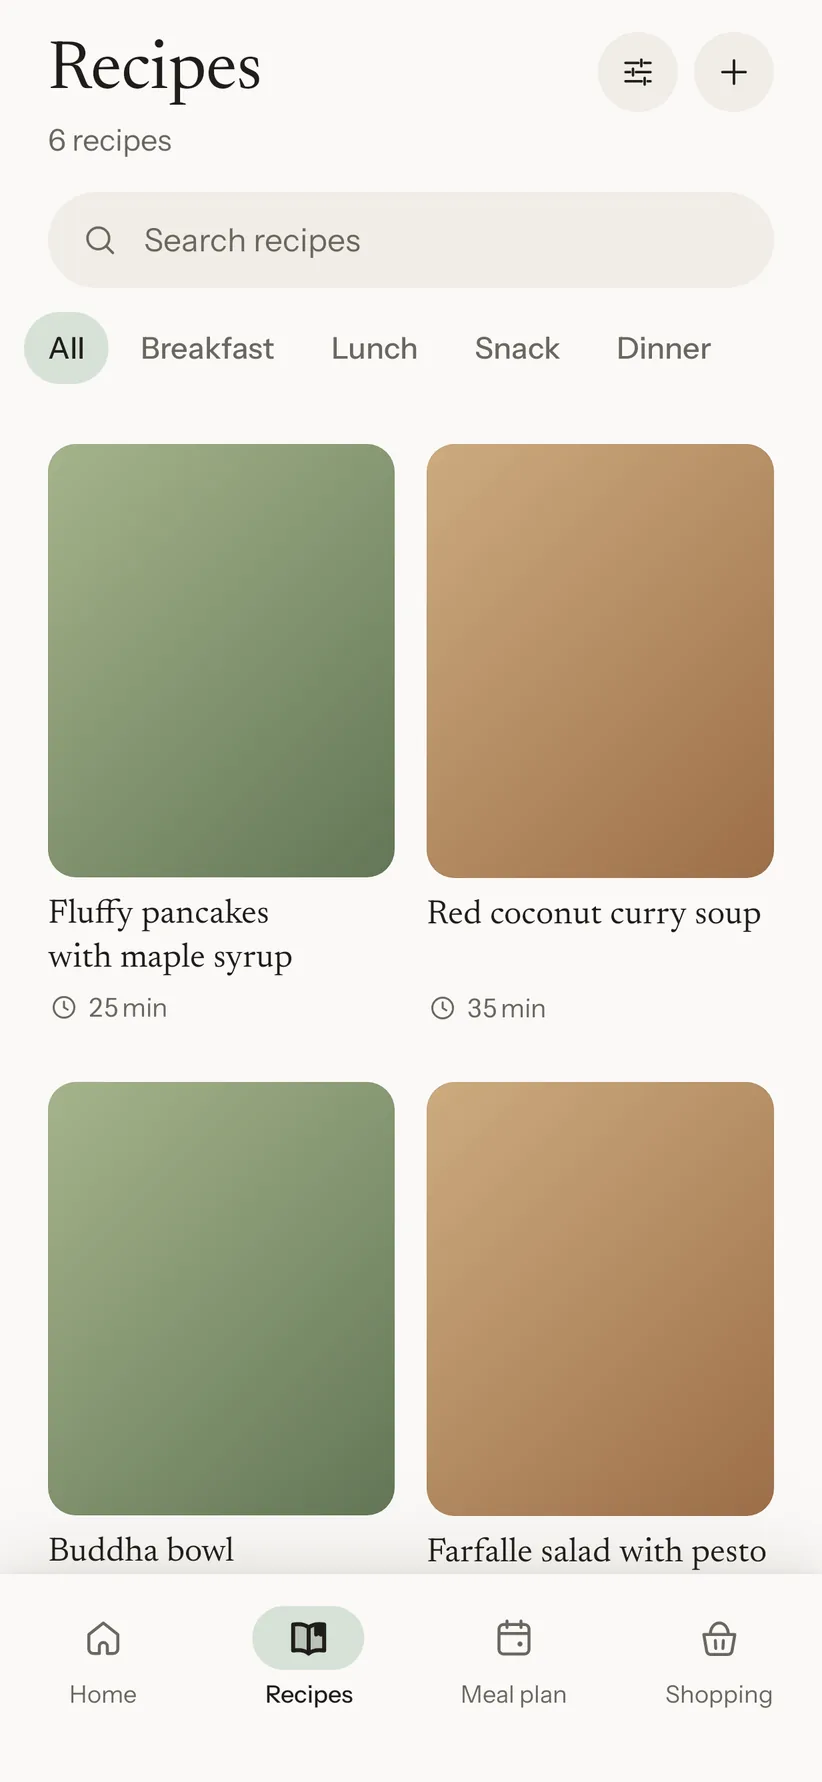 Recipes
6 recipes
Search recipes
All Breakfast Lunch Snack Dinner
Fluffy pancakes
with maple syrup
25 min
Red coconut curry soup
35 min
Buddha bowl
Farfalle salad with pesto
Home Recipes Meal plan Shopping